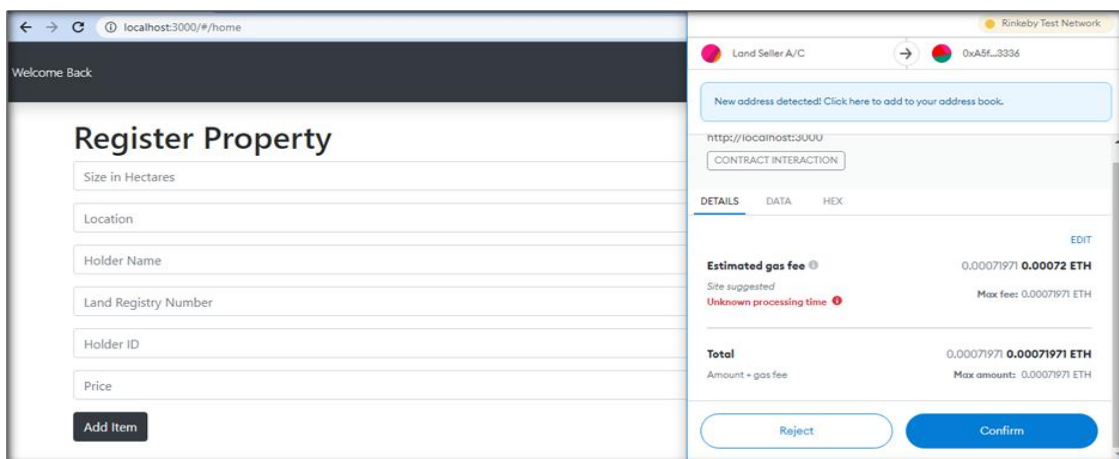 localhost:3000/#/home
Welcome Back
Register Property
Size in Hectares
Location
Holder Name
Land Registry Number
Holder ID
Price
Add Item
Rinkeby Test Network
Land Seller A/C
0xA5f...3336
New address detected! Click here to add to your address book.
http://localhost:3000
CONTRACT INTERACTION
DETAILS DATA HEX
EDIT
Estimated gas fee 0.00071971 0.00072 ETH
Site suggested Max fee: 0.00071971 ETH
Unknown processing time
Total 0.00071971 0.00071971 ETH
Amount + gas fee Max amount: 0.00071971 ETH
Reject Confirm